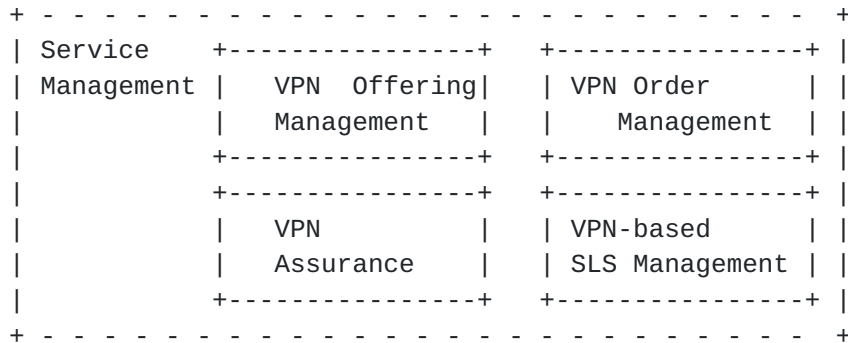 + - - - - - - - - - - - - - - - - - - - - - - - - -  +
| Service    +----------------+   +----------------+ |
| Management |   VPN  Offering|   | VPN Order      | |
|            |   Management   |   |    Management  | |
|            +----------------+   +----------------+ |
|            +----------------+   +----------------+ |
|            |   VPN          |   | VPN-based      | |
|            |   Assurance    |   | SLS Management | |
|            +----------------+   +----------------+ |
+ - - - - - - - - - - - - - - - - - - - - - - - - -  +